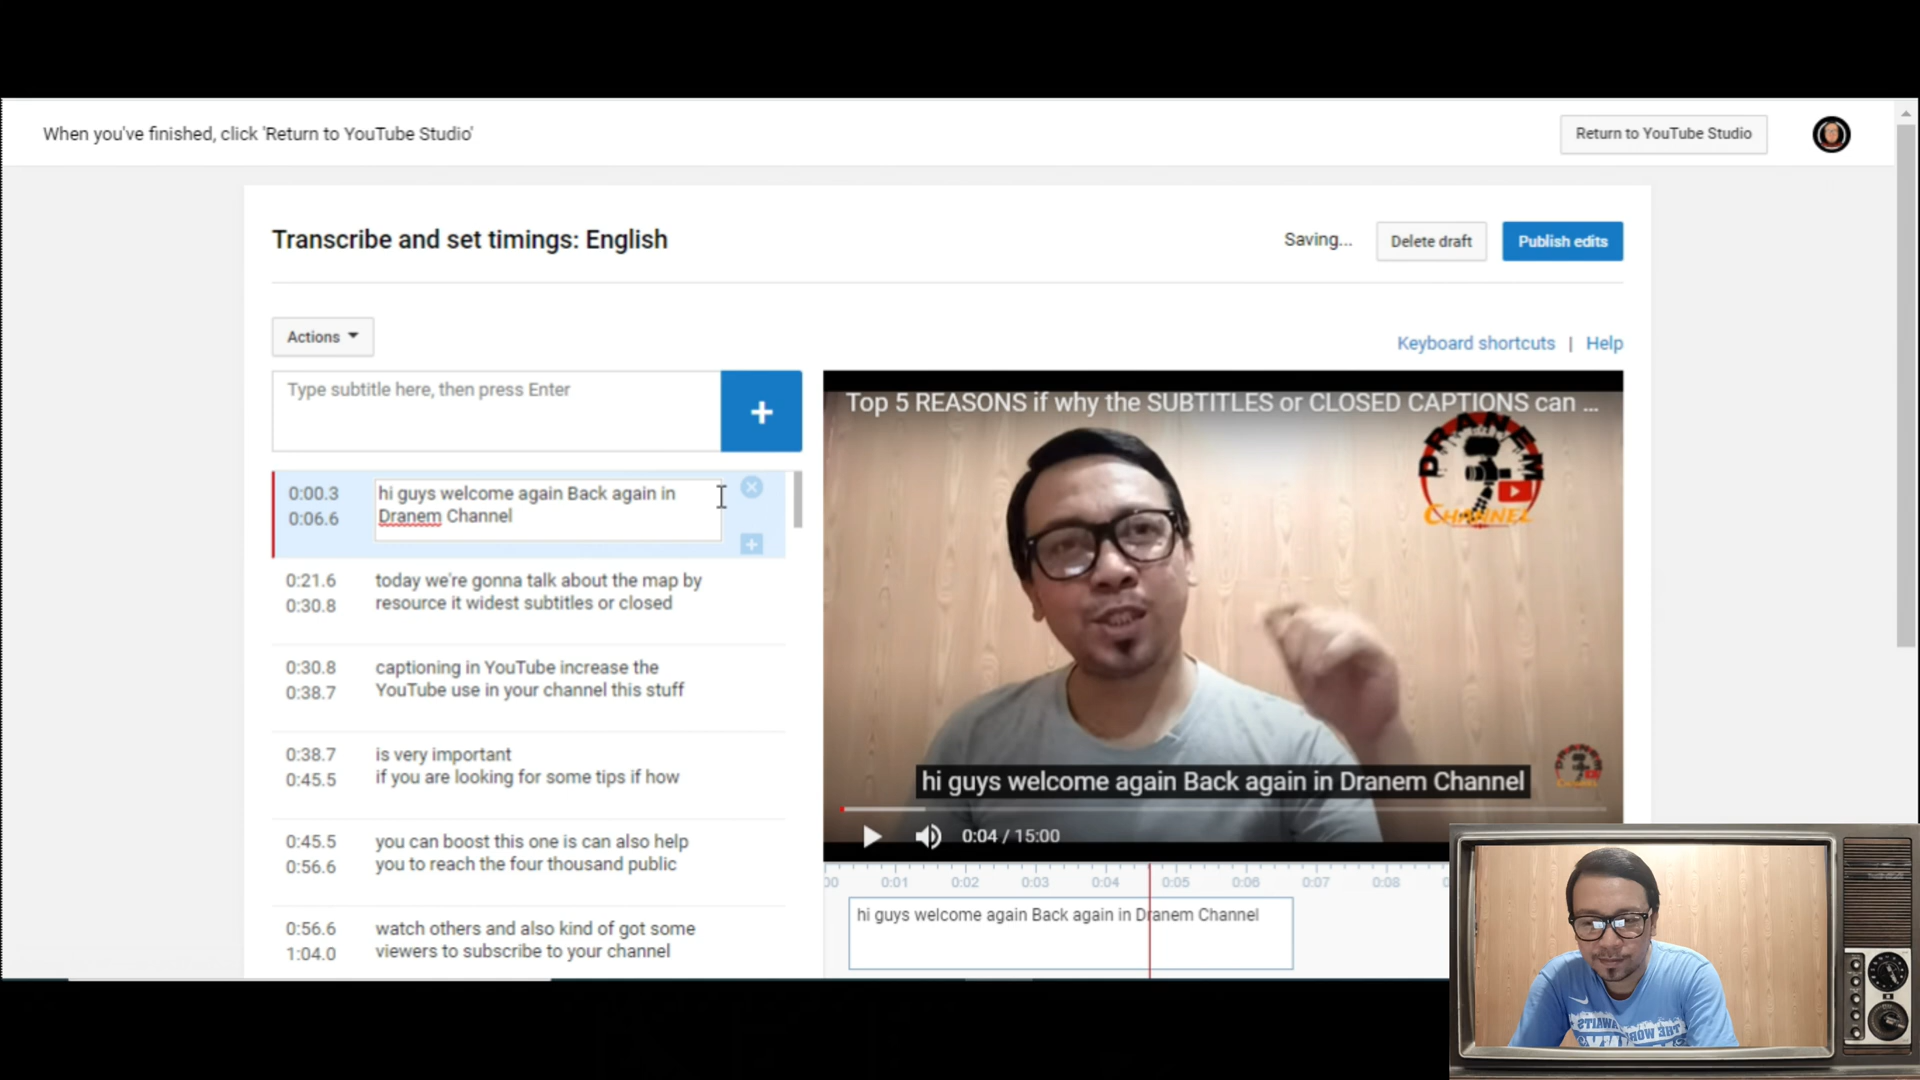 When you've finished, click 'Return to YouTube Studio'
Return to YouTube Studio
Transcribe and set timings: English
Saving...
Delete draft
Publish edits
Actions
Keyboard shortcuts | Help
Type subtitle here, then press Enter
+
0:00.3
0:06.6
hi guys welcome again Back again in
Dranem Channel
0:21.6
0:30.8
today we're gonna talk about the map by
resource it widest subtitles or closed
0:30.8
0:38.7
captioning in YouTube increase the
YouTube use in your channel this stuff
0:38.7
0:45.5
is very important
if you are looking for some tips if how
0:45.5
0:56.6
you can boost this one is can also help
you to reach the four thousand public
0:56.6
1:04.0
watch others and also kind of got some
viewers to subscribe to your channel
Top 5 REASONS if why the SUBTITLES or CLOSED CAPTIONS can ...
DRANEM
CHANNEL
hi guys welcome again Back again in Dranem Channel
0:04 / 15:00
00 0:01 0:02 0:03 0:04 0:05 0:06 0:07 0:08
hi guys welcome again Back again in Dranem Channel